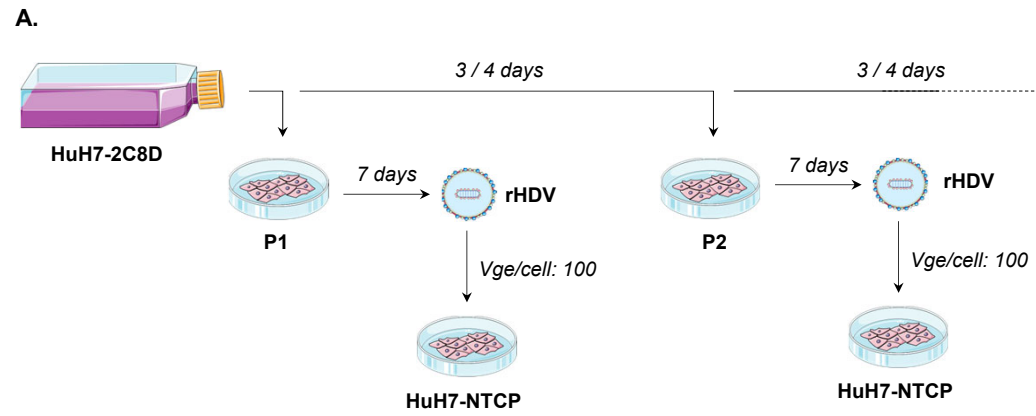 A.
3 / 4 days
3 / 4 days
HuH7-2C8D
7 days
rHDV
7 days
rHDV
P1
P2
Vge/cell: 100
Vge/cell: 100
HuH7-NTCP
HuH7-NTCP